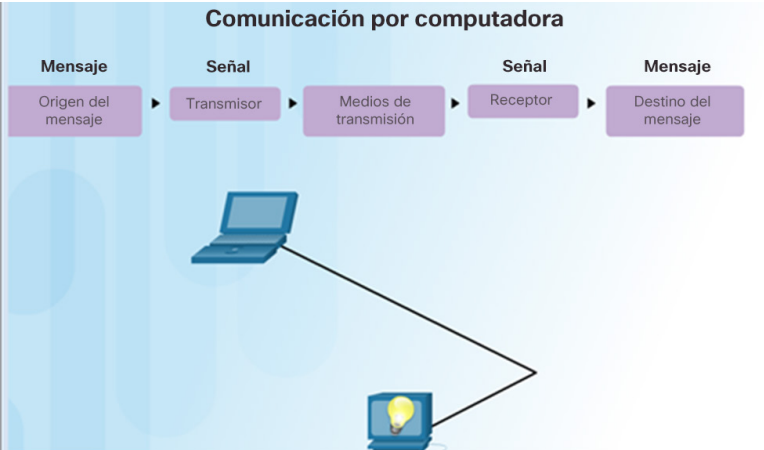 Comunicación por computadora
Mensaje
Señal
Señal
Mensaje
Origen del
mensaje
Transmisor
Medios de
transmisión
Receptor
Destino del
mensaje